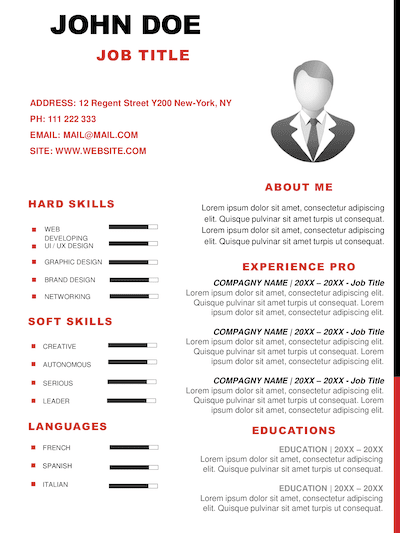 JOHN DOE
JOB TITLE
ADDRESS: 12 Regent Street Y200 New-York, NY
PH: 111 222 333
EMAIL: MAIL@MAIL.COM
SITE: WWW.WEBSITE.COM
HARD SKILLS
WEB
DEVELOPING
UI / UX DESIGN
GRAPHIC DESIGN
BRAND DESIGN
NETWORKING
SOFT SKILLS
CREATIVE
AUTONOMOUS
SERIOUS
LEADER
LANGUAGES
FRENCH
SPANISH
ITALIAN
ABOUT ME
Lorem ipsum dolor sit amet, consectetur adipiscing
elit. Quisque pulvinar sit amet turpis ut consequat.
Lorem ipsum dolor sit amet, consectetur adipiscing
elit. Quisque pulvinar sit amet turpis ut consequat.
EXPERIENCE PRO
COMPAGNY NAME | 20XX – 20XX - Job Title
Lorem ipsum dolor sit amet, consectetur adipiscing elit.
Quisque pulvinar sit amet turpis ut consequat. Lorem
ipsum dolor sit amet, consectetur adipiscing elit.
COMPAGNY NAME | 20XX – 20XX - Job Title
Lorem ipsum dolor sit amet, consectetur adipiscing elit.
Quisque pulvinar sit amet turpis ut consequat. Lorem
ipsum dolor sit amet, consectetur adipiscing elit.
COMPAGNY NAME | 20XX – 20XX - Job Title
Lorem ipsum dolor sit amet, consectetur adipiscing elit.
Quisque pulvinar sit amet turpis ut consequat. Lorem
ipsum dolor sit amet, consectetur adipiscing elit.
EDUCATIONS
EDUCATION | 20XX – 20XX
Lorem ipsum dolor sit amet, consectetur adipiscing
elit. Quisque pulvinar sit amet turpis ut consequat.
EDUCATION | 20XX – 20XX
Lorem ipsum dolor sit amet, consectetur adipiscing
elit. Quisque pulvinar sit amet turpis ut consequat.